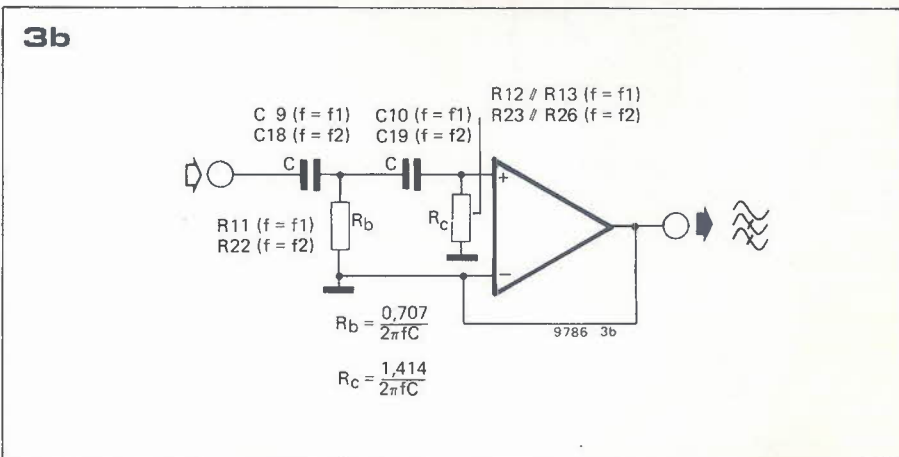 3b
C 9 (f = f1)
C18 (f = f2)
C10 (f = f1)
C19 (f = f2)
R12 // R13 (f = f1)
R23 // R26 (f = f2)
C
C
+
R11 (f = f1)
R22 (f = f2)
Rb
Rc
−
Rb = 0,707 / 2πfC
9786 3b
Rc = 1,414 / 2πfC